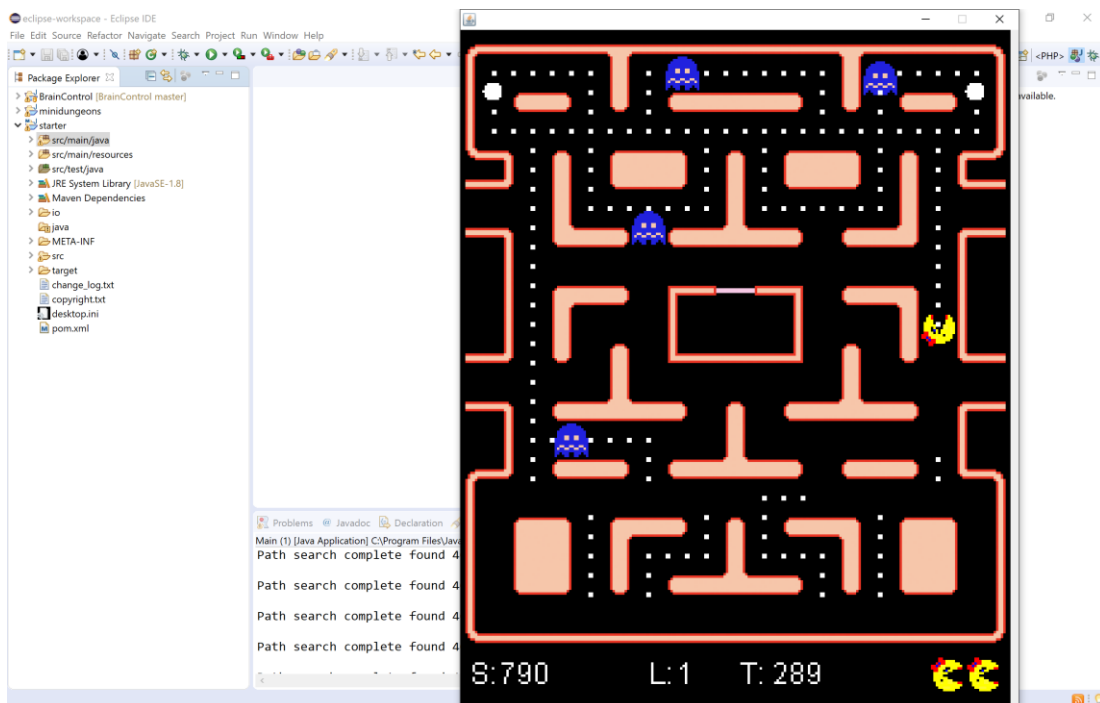 eclipse-workspace - Eclipse IDE
File Edit Source Refactor Navigate Search Project Run Window Help
<PHP>
Package Explorer
available.
BrainControl [BrainControl master]
minidungeons
starter
src/main/java
src/main/resources
src/test/java
JRE System Library [JavaSE-1.8]
Maven Dependencies
io
java
META-INF
src
target
change_log.txt
copyright.txt
desktop.ini
pom.xml
Problems @ Javadoc Declaration
Main (1) [Java Application] C:\Program Files\Java
Path search complete found 4
Path search complete found 4
Path search complete found 4
Path search complete found 4
S:790 L:1 T: 289